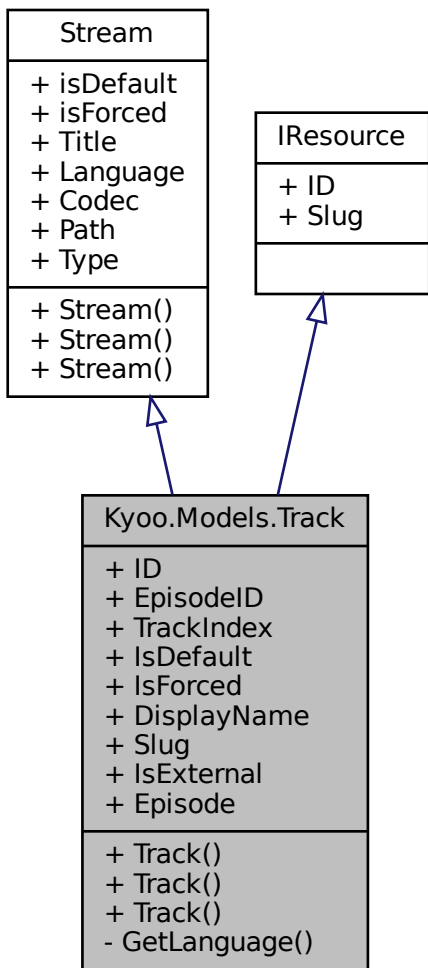 Stream
+ isDefault
+ isForced
+ Title
+ Language
+ Codec
+ Path
+ Type
+ Stream()
+ Stream()
+ Stream()
IResource
+ ID
+ Slug
Kyoo.Models.Track
+ ID
+ EpisodeID
+ TrackIndex
+ IsDefault
+ IsForced
+ DisplayName
+ Slug
+ IsExternal
+ Episode
+ Track()
+ Track()
+ Track()
- GetLanguage()